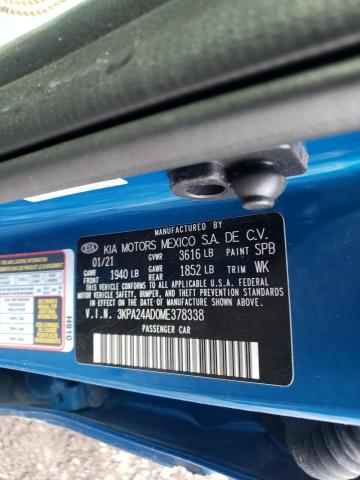 MANUFACTURED BY
KIA KIA MOTORS MEXICO S.A. DE C.V.
01/21 GVWR 3616 LB PAINT SPB
GAWR FRONT 1940 LB GAWR REAR 1852 LB TRIM WK
THIS VEHICLE CONFORMS TO ALL APPLICABLE U.S.A. FEDERAL
MOTOR VEHICLE SAFETY, BUMPER, AND THEFT PREVENTION STANDARDS
IN EFFECT ON THE DATE OF MANUFACTURE SHOWN ABOVE.
V.I.N. 3KPA24AD0ME378338
PASSENGER CAR
H910